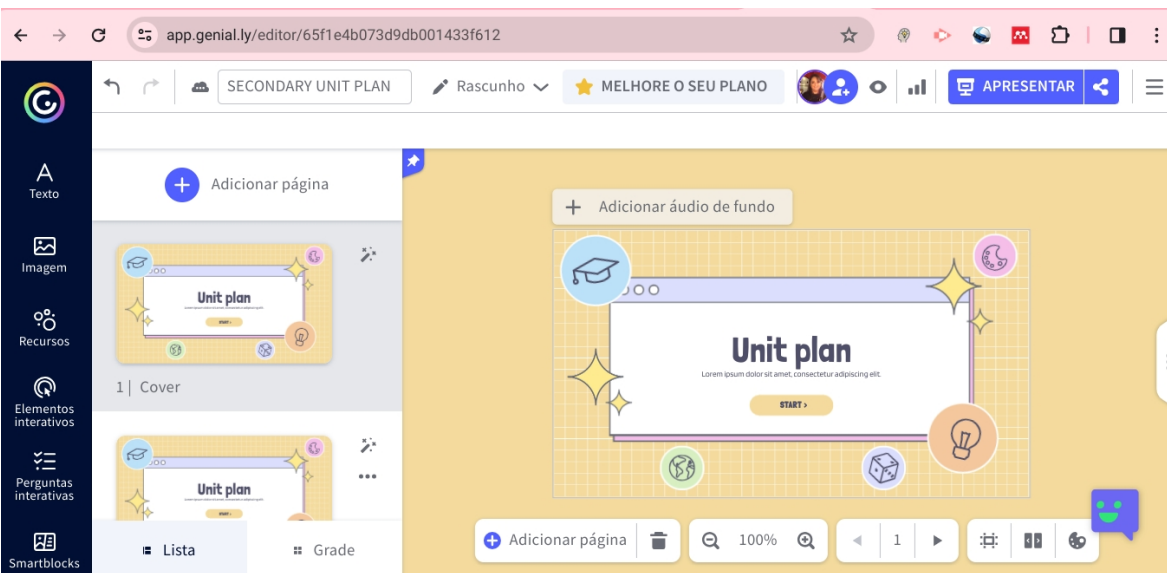 app.genial.ly/editor/65f1e4b073d9db001433f612
SECONDARY UNIT PLAN
Rascunho
MELHORE O SEU PLANO
APRESENTAR
Texto
Imagem
Recursos
Elementos
interativos
Perguntas
interativas
Smartblocks
Adicionar página
Unit plan
START >
1 | Cover
Unit plan
Lista
Grade
Adicionar áudio de fundo
Unit plan
Lorem ipsum dolor sit amet, consectetur adipiscing elit.
START >
Adicionar página
100%
1